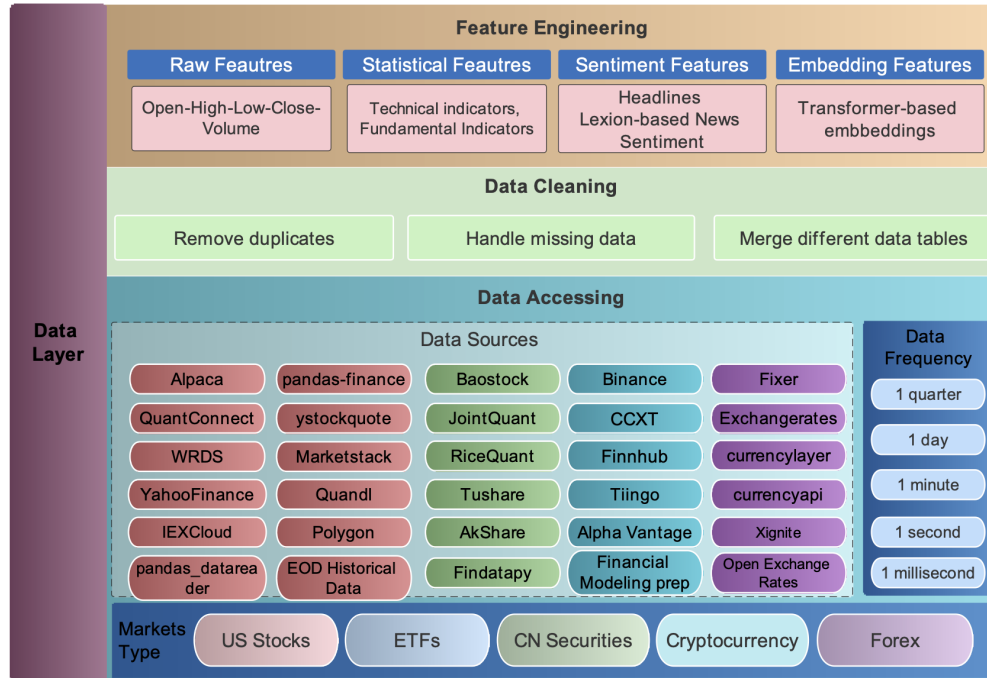 Feature Engineering
Raw Feautres
Statistical Feautres
Sentiment Features
Embedding Features
Open-High-Low-Close-
Volume
Technical indicators,
Fundamental Indicators
Headlines
Lexion-based News
Sentiment
Transformer-based
embbeddings
Data Cleaning
Remove duplicates
Handle missing data
Merge different data tables
Data Accessing
Data
Layer
Data Sources
Alpaca
pandas-finance
Baostock
Binance
Fixer
QuantConnect
ystockquote
JointQuant
CCXT
Exchangerates
WRDS
Marketstack
RiceQuant
Finnhub
currencylayer
YahooFinance
Quandl
Tushare
Tiingo
currencyapi
IEXCloud
Polygon
AkShare
Alpha Vantage
Xignite
pandas_datarea
der
EOD Historical
Data
Findatapy
Financial
Modeling prep
Open Exchange
Rates
Data
Frequency
1 quarter
1 day
1 minute
1 second
1 millisecond
Markets
Type
US Stocks
ETFs
CN Securities
Cryptocurrency
Forex